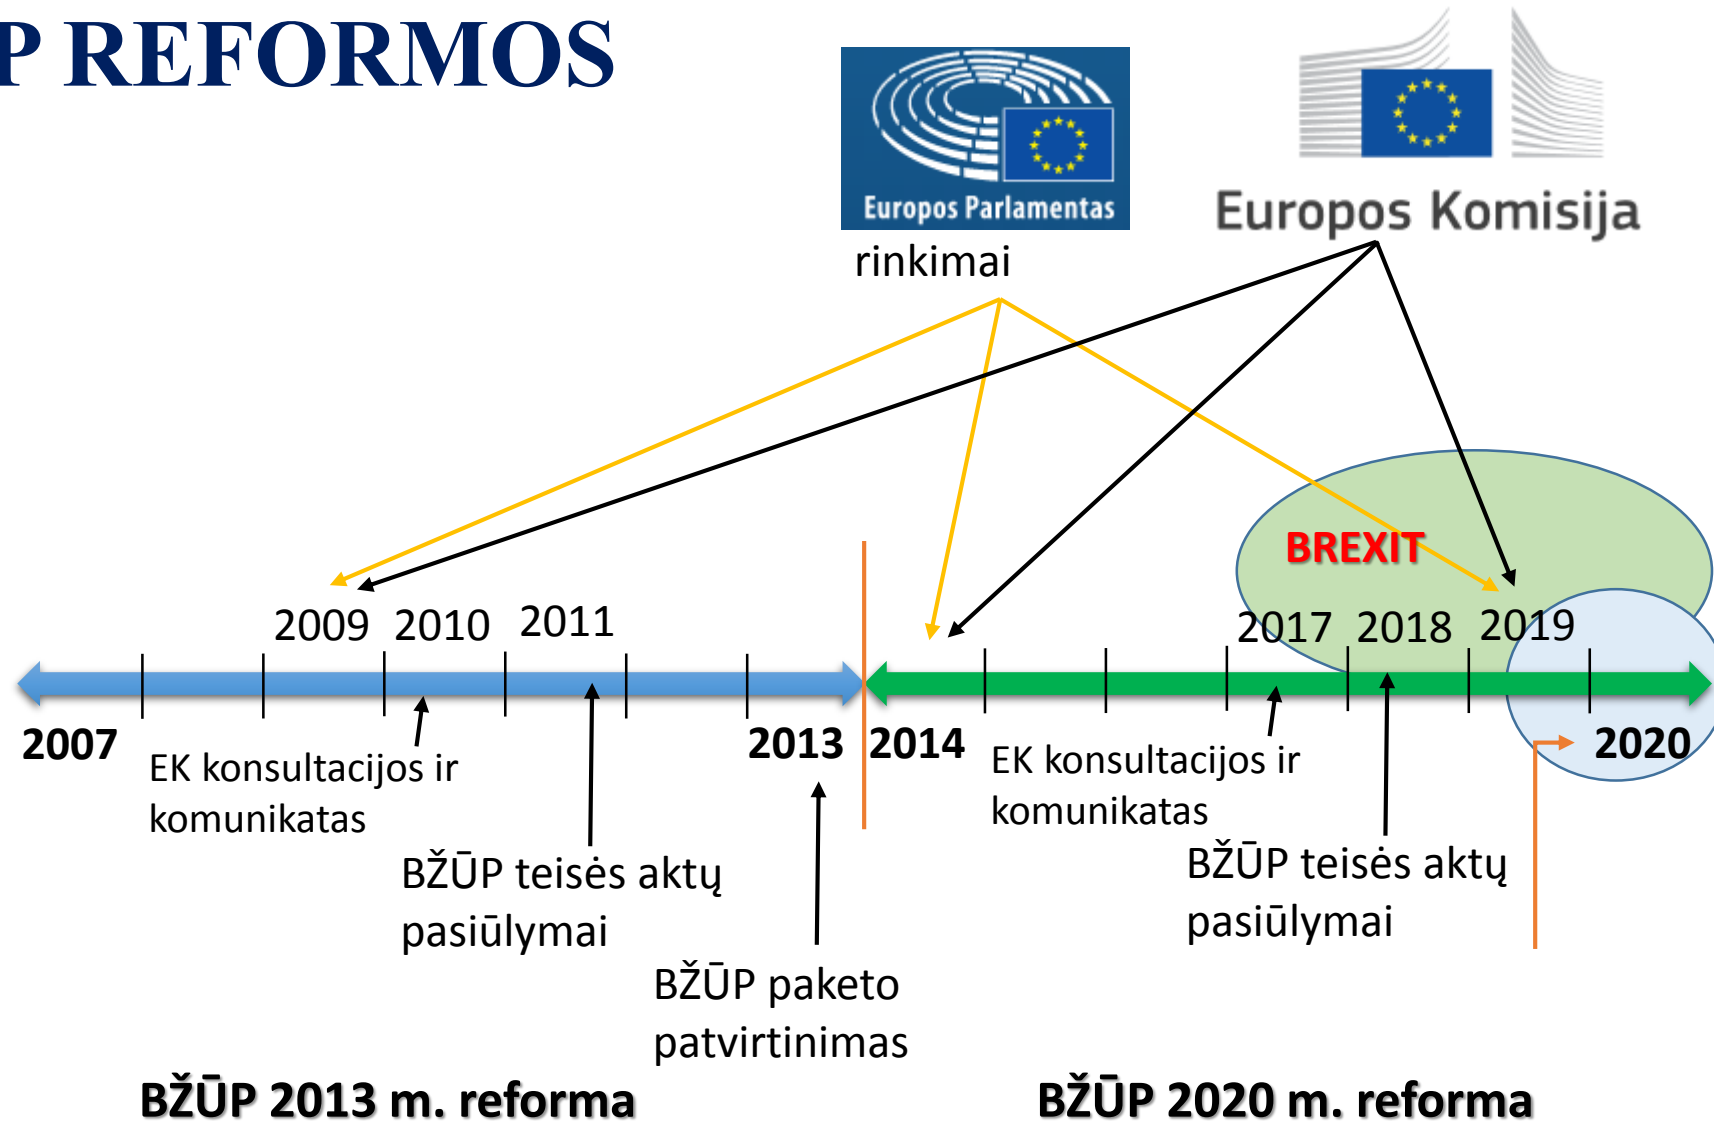 P REFORMOS
Europos Parlamentas
rinkimai
Europos Komisija
BREXIT
2009 2010 2011
2017 2018 2019
2007
2013
2014
2020
EK konsultacijos ir
komunikatas
BŽŪP teisės aktų
pasiūlymai
BŽŪP paketo
patvirtinimas
EK konsultacijos ir
komunikatas
BŽŪP teisės aktų
pasiūlymai
BŽŪP 2013 m. reforma
BŽŪP 2020 m. reforma